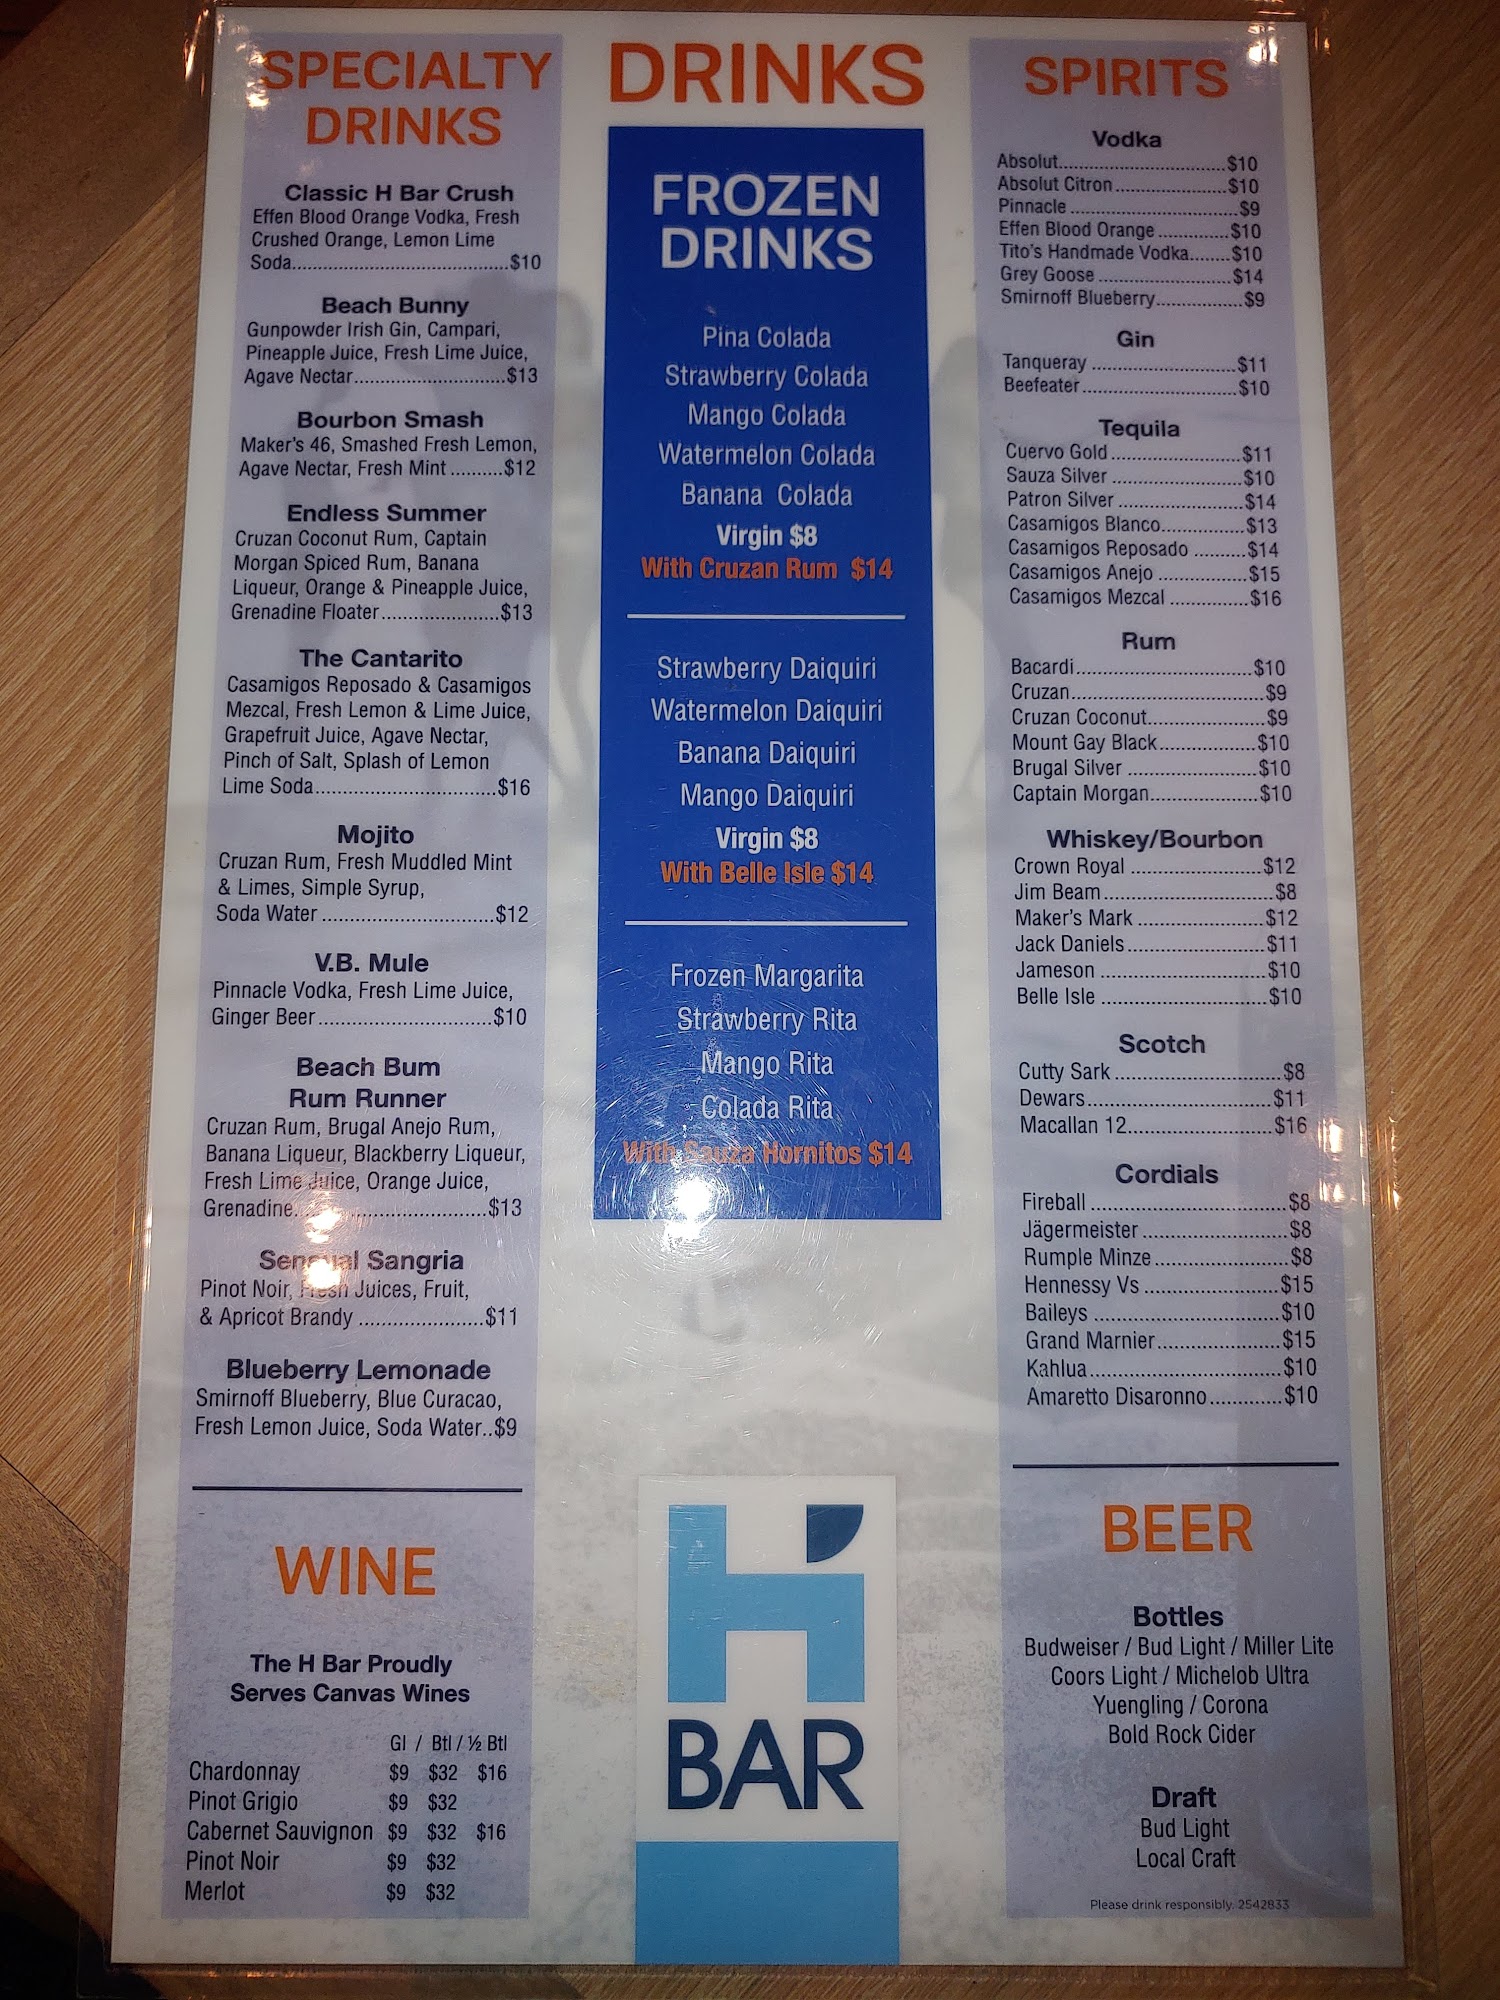 SPECIALTY
DRINKS
Classic H Bar Crush
Effen Blood Orange Vodka, Fresh
Crushed Orange, Lemon Lime
Soda.......................................$10
Beach Bunny
Gunpowder Irish Gin, Campari,
Pineapple Juice, Fresh Lime Juice,
Agave Nectar............................$13
Bourbon Smash
Maker's 46, Smashed Fresh Lemon,
Agave Nectar, Fresh Mint ..........$12
Endless Summer
Cruzan Coconut Rum, Captain
Morgan Spiced Rum, Banana
Liqueur, Orange & Pineapple Juice,
Grenadine Floater......................$13
The Cantarito
Casamigos Reposado & Casamigos
Mezcal, Fresh Lemon & Lime Juice,
Grapefruit Juice, Agave Nectar,
Pinch of Salt, Splash of Lemon
Lime Soda.................................$16
Mojito
Cruzan Rum, Fresh Muddled Mint
& Limes, Simple Syrup,
Soda Water ...............................$12
V.B. Mule
Pinnacle Vodka, Fresh Lime Juice,
Ginger Beer...............................$10
Beach Bum
Rum Runner
Cruzan Rum, Brugal Anejo Rum,
Banana Liqueur, Blackberry Liqueur,
Fresh Lime Juice, Orange Juice,
Grenadine..................................$13
Sensual Sangria
Pinot Noir, Fresh Juices, Fruit,
& Apricot Brandy .......................$11
Blueberry Lemonade
Smirnoff Blueberry, Blue Curacao,
Fresh Lemon Juice, Soda Water..$9
WINE
The H Bar Proudly
Serves Canvas Wines
Gl / Btl / ½ Btl
Chardonnay $9 $32 $16
Pinot Grigio $9 $32
Cabernet Sauvignon $9 $32 $16
Pinot Noir $9 $32
Merlot $9 $32
DRINKS
FROZEN
DRINKS
Pina Colada
Strawberry Colada
Mango Colada
Watermelon Colada
Banana Colada
Virgin $8
With Cruzan Rum $14
Strawberry Daiquiri
Watermelon Daiquiri
Banana Daiquiri
Mango Daiquiri
Virgin $8
With Belle Isle $14
Frozen Margarita
Strawberry Rita
Mango Rita
Colada Rita
With Sauza Hornitos $14
H
BAR
SPIRITS
Vodka
Absolut..............................$10
Absolut Citron....................$10
Pinnacle ..............................$9
Effen Blood Orange.............$10
Tito's Handmade Vodka.......$10
Grey Goose ........................$14
Smirnoff Blueberry...............$9
Gin
Tanqueray ..........................$11
Beefeater............................$10
Tequila
Cuervo Gold .......................$11
Sauza Silver .......................$10
Patron Silver ......................$14
Casamigos Blanco..............$13
Casamigos Reposado .........$14
Casamigos Anejo ...............$15
Casamigos Mezcal .............$16
Rum
Bacardi...............................$10
Cruzan..................................$9
Cruzan Coconut....................$9
Mount Gay Black.................$10
Brugal Silver ......................$10
Captain Morgan...................$10
Whiskey/Bourbon
Crown Royal .......................$12
Jim Beam..............................$8
Maker's Mark .....................$12
Jack Daniels........................$11
Jameson .............................$10
Belle Isle .............................$10
Scotch
Cutty Sark ............................$8
Dewars................................$11
Macallan 12.........................$16
Cordials
Fireball .................................$8
Jägermeister ........................$8
Rumple Minze.......................$8
Hennessy Vs .......................$15
Baileys ................................$10
Grand Marnier.....................$15
Kahlua.................................$10
Amaretto Disaronno............$10
BEER
Bottles
Budweiser / Bud Light / Miller Lite
Coors Light / Michelob Ultra
Yuengling / Corona
Bold Rock Cider
Draft
Bud Light
Local Craft
Please drink responsibly. 2542833